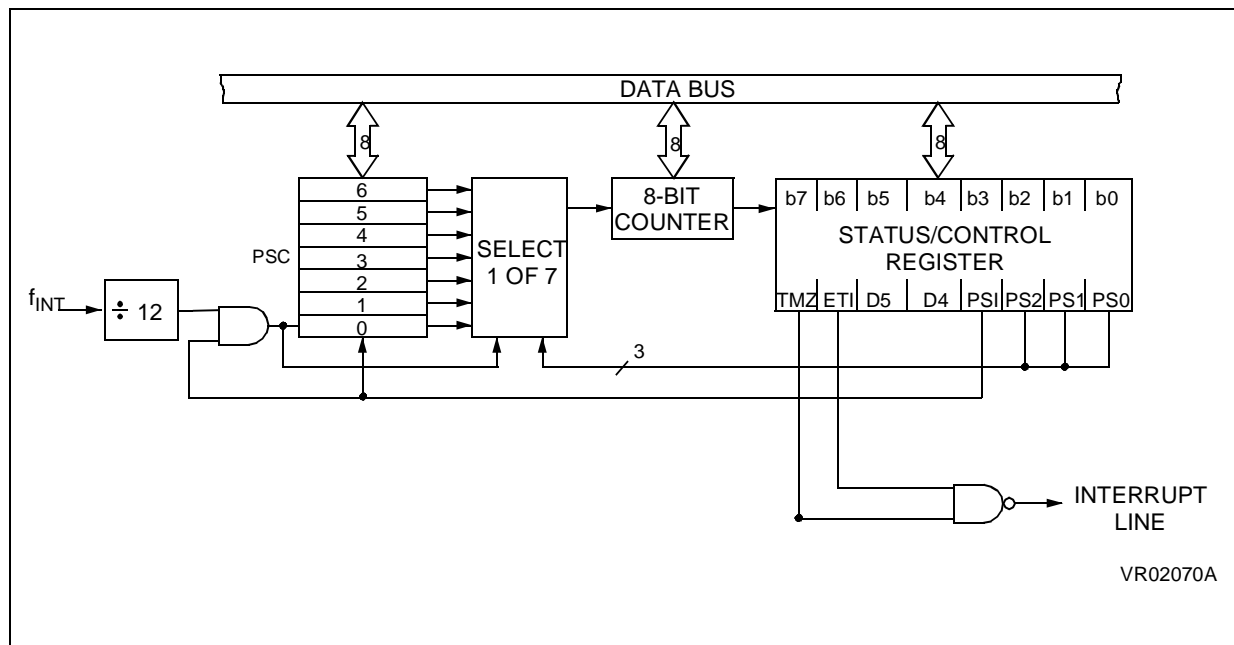 DATA BUS
8
8
8
6
5
4
3
2
1
0
PSC
SELECT
1 OF 7
8-BIT
COUNTER
b7 b6 b5 b4 b3 b2 b1 b0
STATUS/CONTROL
REGISTER
TMZ ETI D5 D4 PSI PS2 PS1 PS0
fINT
÷ 12
3
INTERRUPT
LINE
VR02070A